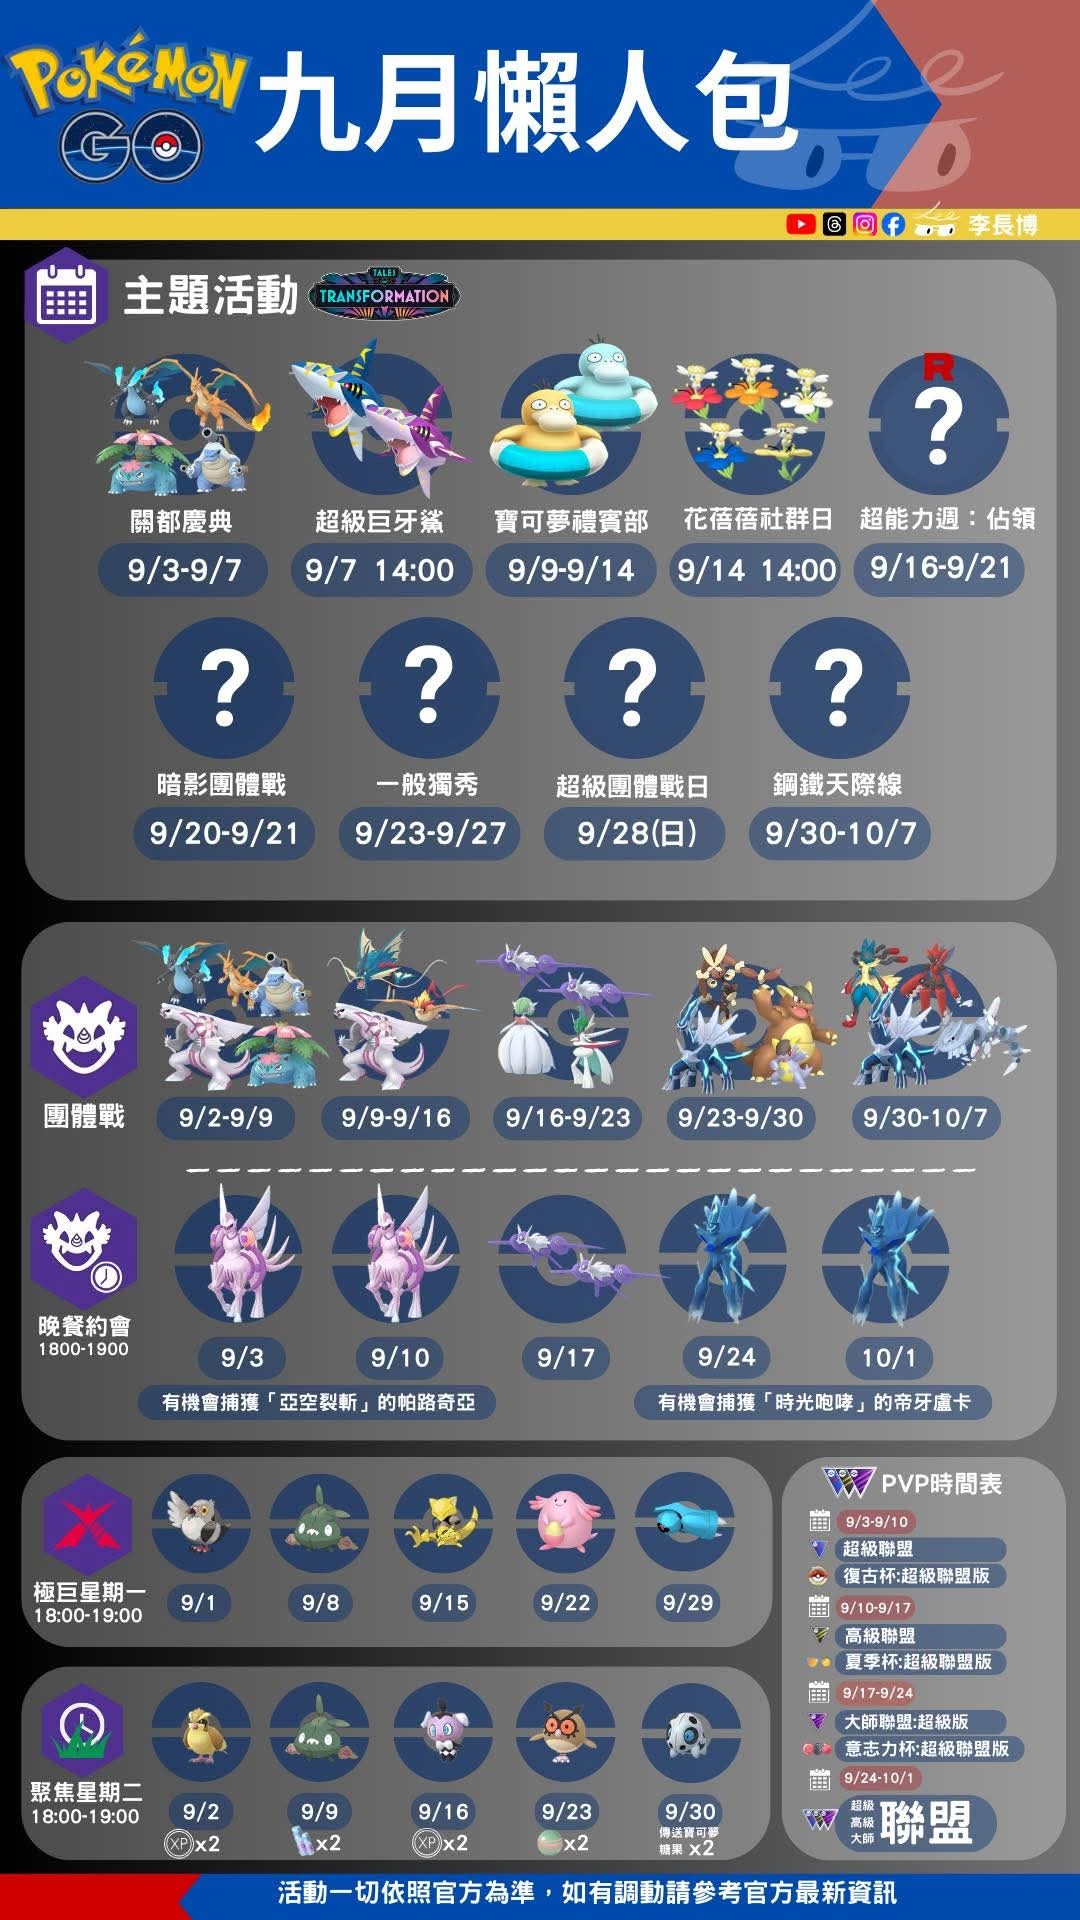 POKÉMON GO
九月懶人包
Lee
Lee 李長博
主題活動 TALES OF TRANSFORMATION
R
? 
關都慶典 超級巨牙鯊 寶可夢禮賓部 花蓓蓓社群日 超能力週：佔領
9/3-9/7 9/7 14:00 9/9-9/14 9/14 14:00 9/16-9/21
? ? ? ?
暗影團體戰 一般獨秀 超級團體戰日 鋼鐵天際線
9/20-9/21 9/23-9/27 9/28(日) 9/30-10/7
團體戰
9/2-9/9 9/9-9/16 9/16-9/23 9/23-9/30 9/30-10/7
晚餐約會
1800-1900
9/3 9/10 9/17 9/24 10/1
有機會捕獲「亞空裂斬」的帕路奇亞 有機會捕獲「時光咆哮」的帝牙盧卡
極巨星期一
18:00-19:00
9/1 9/8 9/15 9/22 9/29
聚焦星期二
18:00-19:00
9/2 9/9 9/16 9/23 9/30
XP x2 x2 XP x2 x2 傳送寶可夢
糖果 x2
PVP時間表
9/3-9/10
超級聯盟
復古杯:超級聯盟版
9/10-9/17
高級聯盟
夏季杯:超級聯盟版
9/17-9/24
大師聯盟:超級版
意志力杯:超級聯盟版
9/24-10/1
超級
高級
大師
聯盟
活動一切依照官方為準，如有調動請參考官方最新資訊